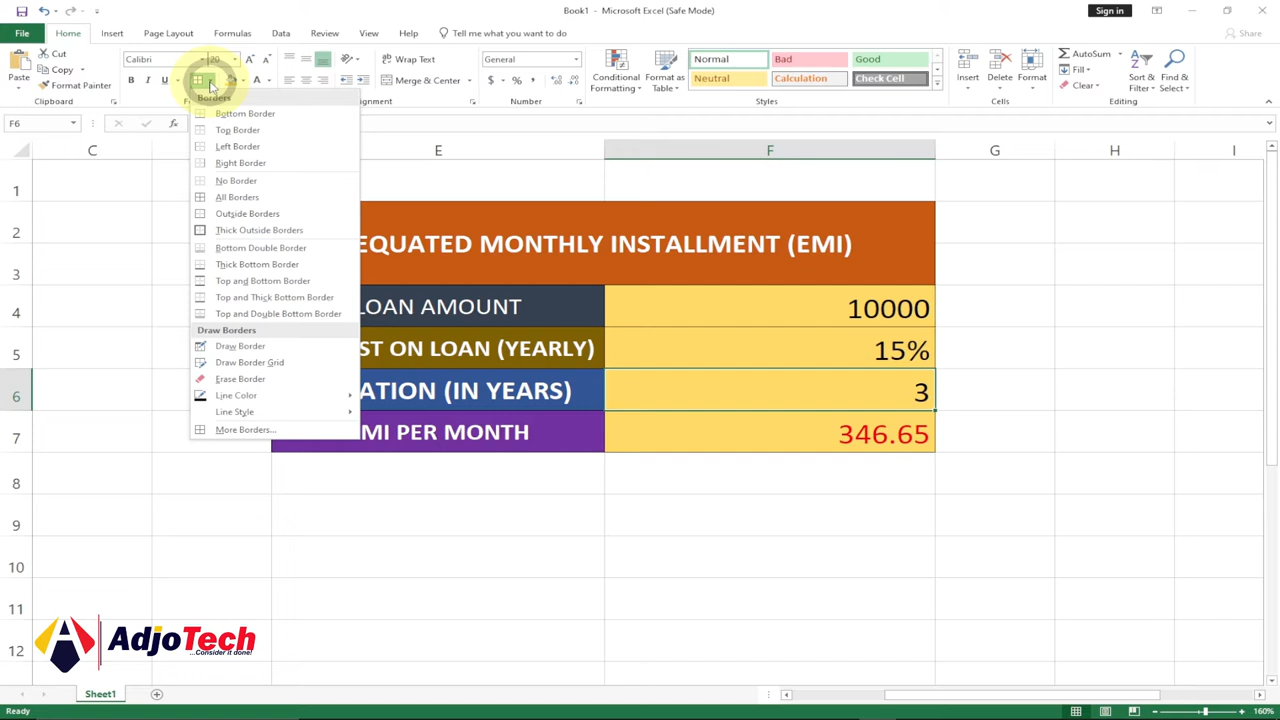 Book1 - Microsoft Excel (Safe Mode)
Sign in
File Home Insert Page Layout Formulas Data Review View Help Tell me what you want to do Share
Paste Cut Copy Format Painter Clipboard
Calibri 20
B I U A
Wrap Text
Merge & Center
General
$ % ,
Number
Conditional Formatting
Format as Table
Normal Bad Good
Neutral Calculation Check Cell
Styles
Insert Delete Format
Cells
AutoSum
Fill
Clear
Sort & Filter
Find & Select
Editing
F6
fx
Borders
Bottom Border
Top Border
Left Border
Right Border
No Border
All Borders
Outside Borders
Thick Outside Borders
Bottom Double Border
Thick Bottom Border
Top and Bottom Border
Top and Thick Bottom Border
Top and Double Bottom Border
Draw Borders
Draw Border
Draw Border Grid
Erase Border
Line Color
Line Style
More Borders...
C E F G H I
1
2
3
4
5
6
7
8
9
10
11
12
EQUATED MONTHLY INSTALLMENT (EMI)
LOAN AMOUNT 10000
ST ON LOAN (YEARLY) 15%
ATION (IN YEARS) 3
MI PER MONTH 346.65
AdjoTech
...Consider it done!
Sheet1
Ready
160%